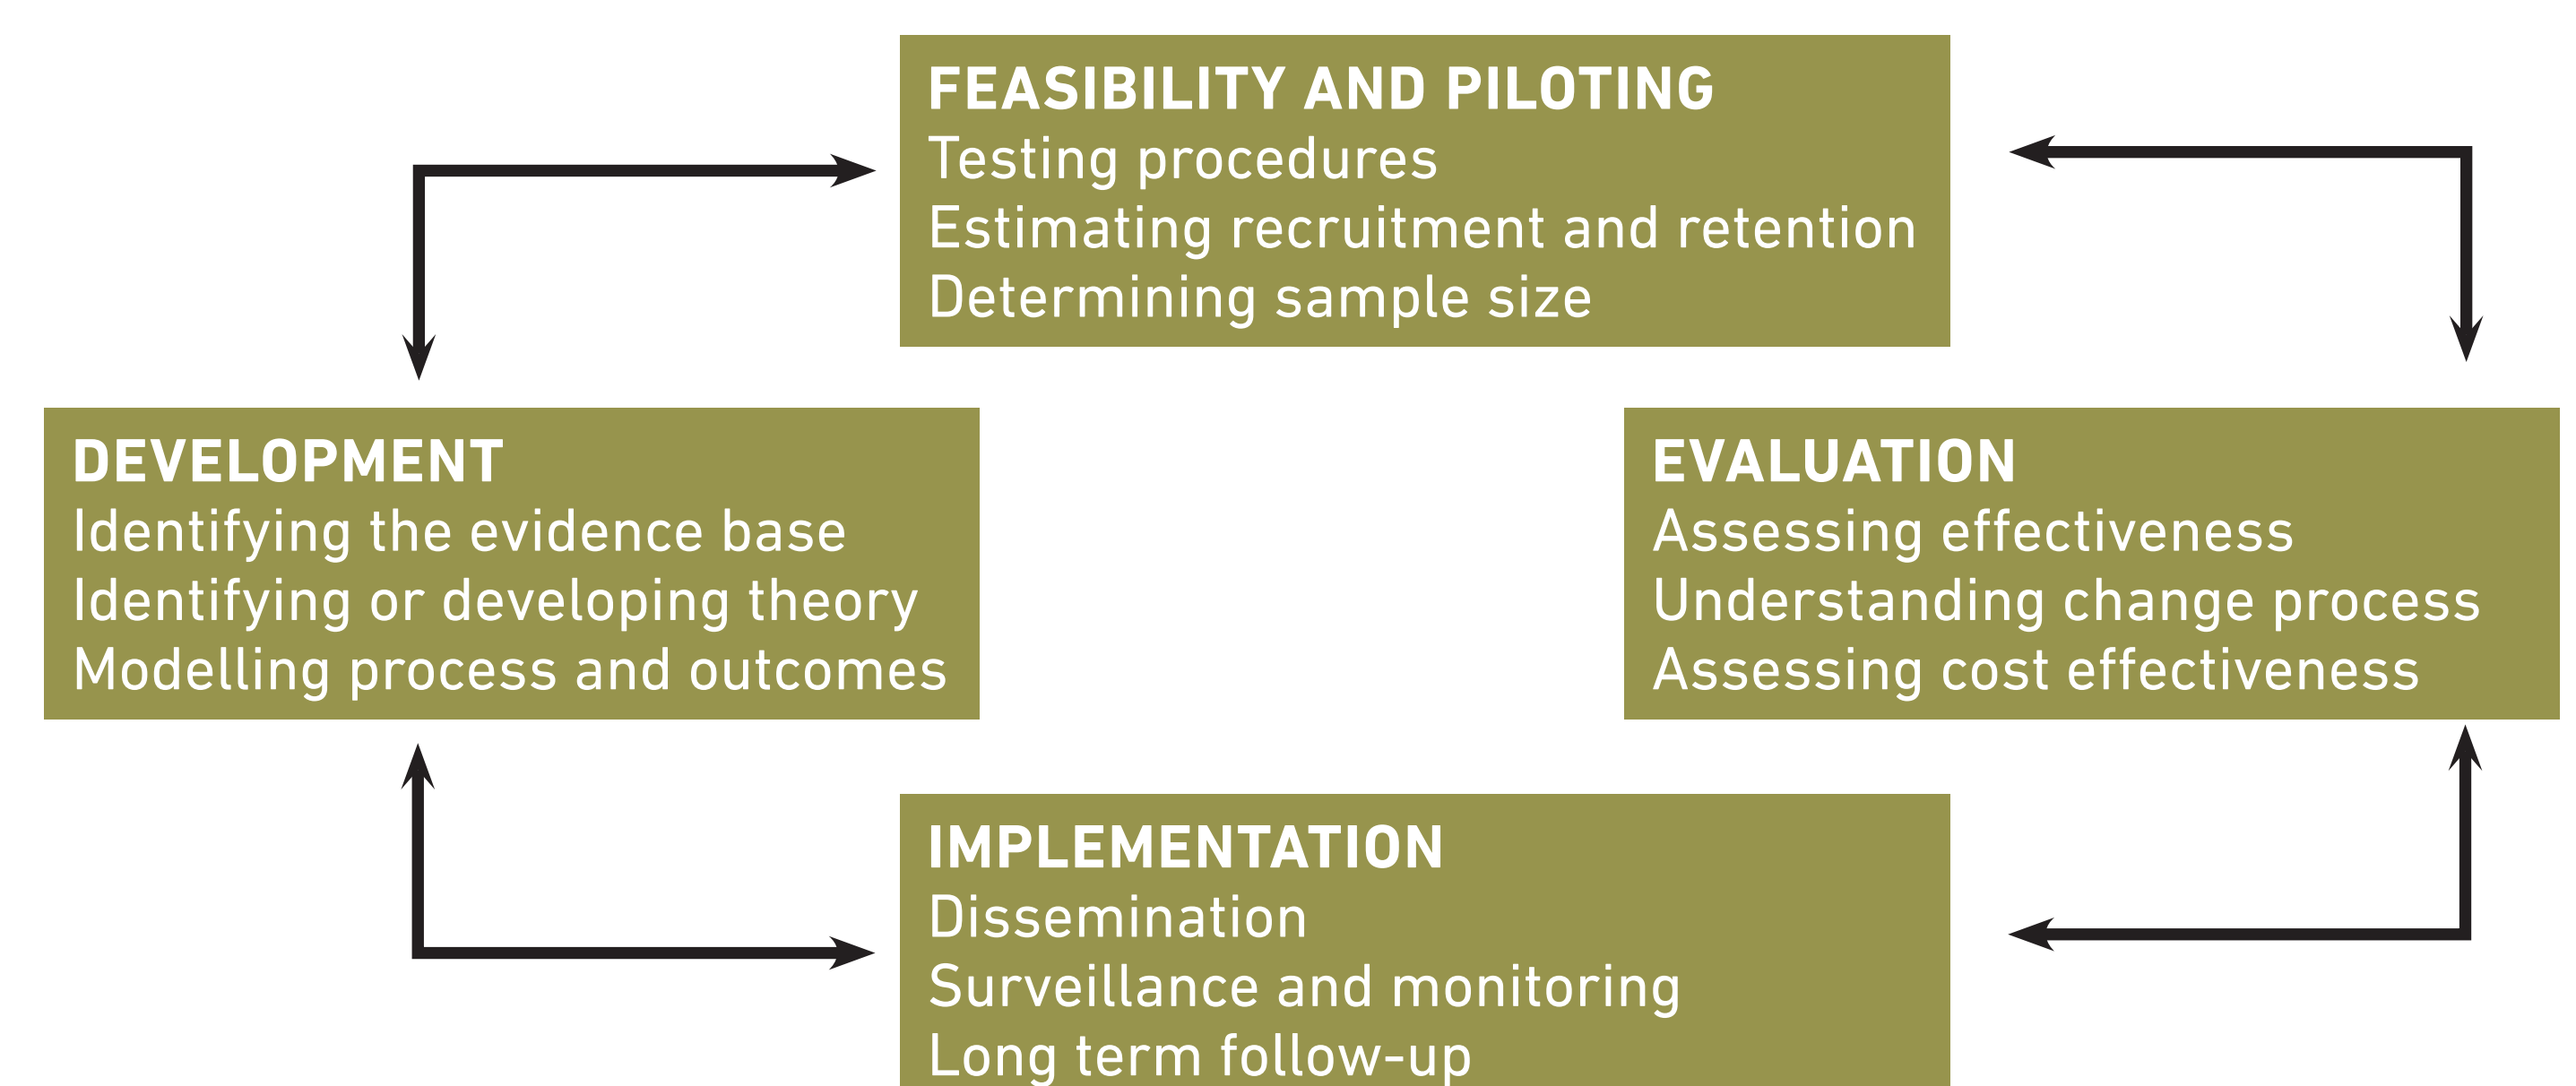 FEASIBILITY AND PILOTING
Testing procedures
Estimating recruitment and retention
Determining sample size
DEVELOPMENT
Identifying the evidence base
Identifying or developing theory
Modelling process and outcomes
EVALUATION
Assessing effectiveness
Understanding change process
Assessing cost effectiveness
IMPLEMENTATION
Dissemination
Surveillance and monitoring
Long term follow-up